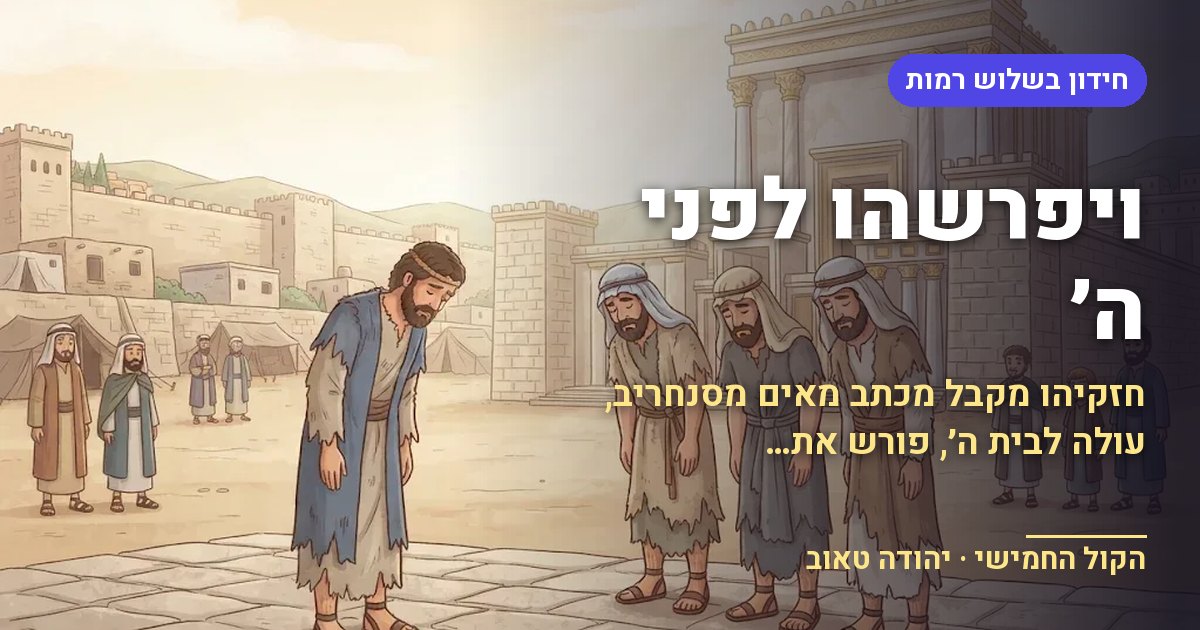 חידון בשלוש רמות
ויפרשהו לפני
ה׳
חזקיהו מקבל מכתב מאים מסנחריב,
עולה לבית ה׳, פורש את...
הקול החמישי · יהודה טאוב